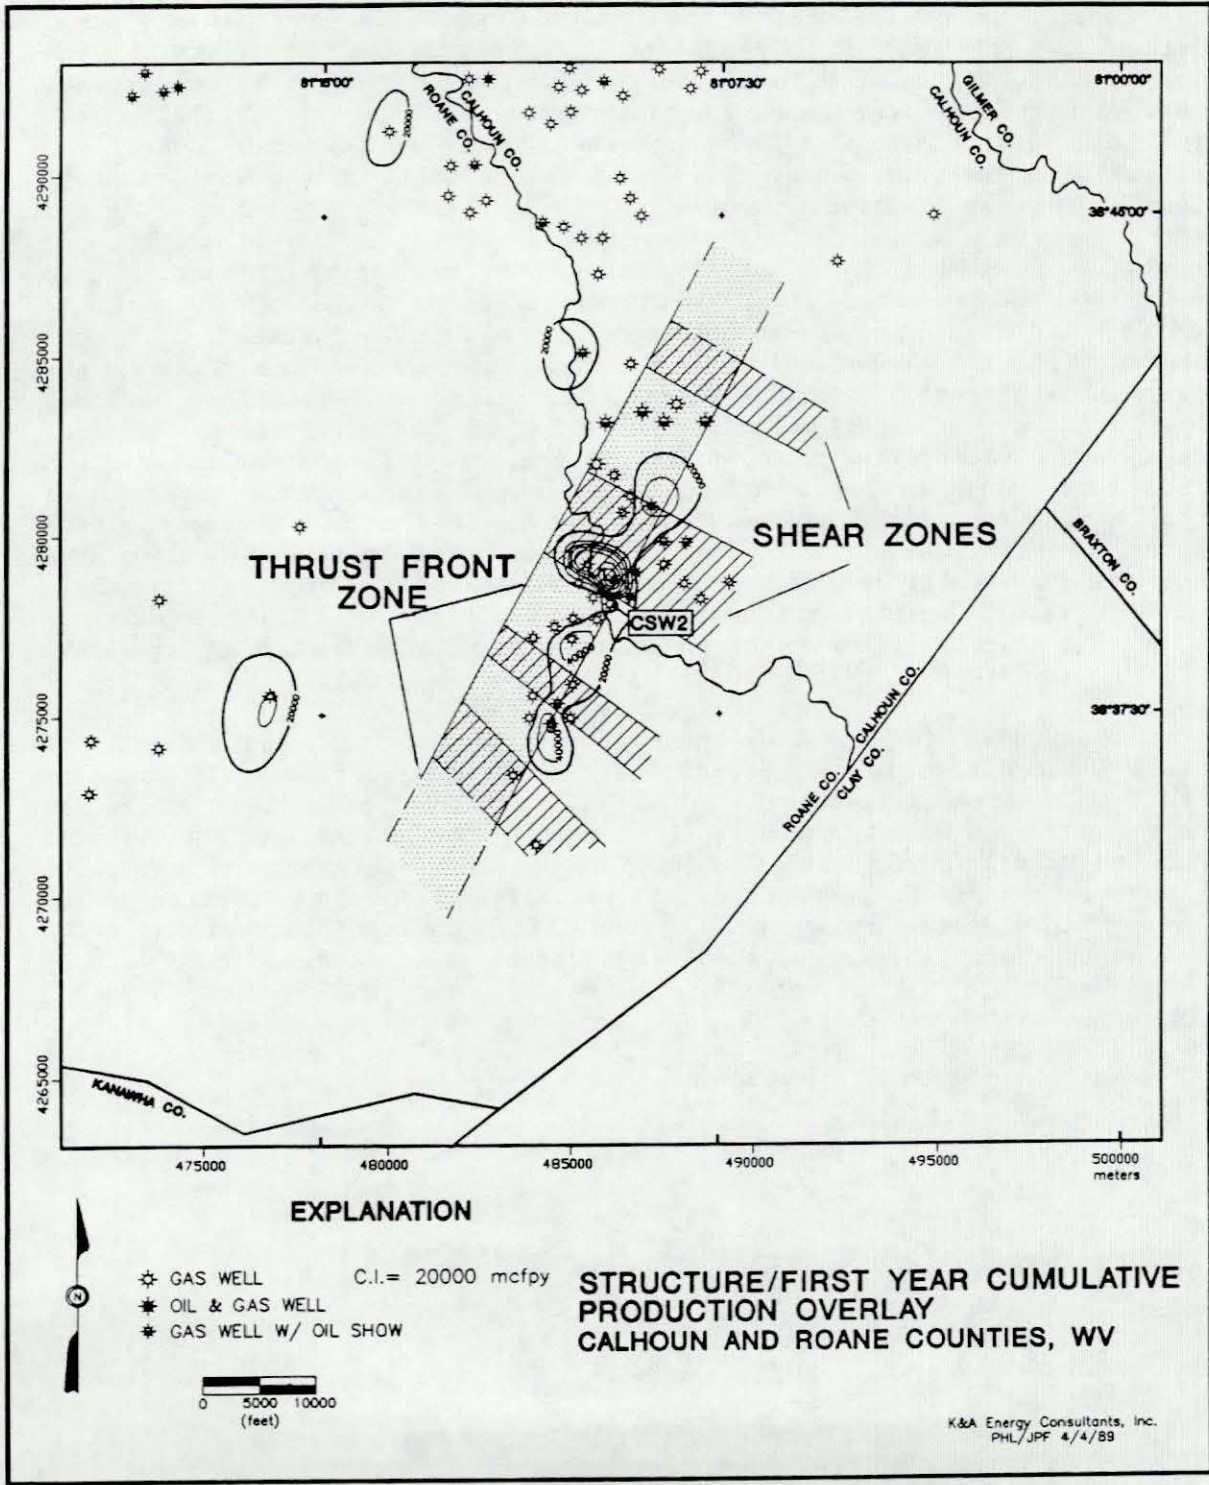 81°15'00"
81°07'30"
81°00'00"
CALHOUN CO.
ROANE CO.
GILMER CO.
CALHOUN CO.
20000
4290000
38°45'00"
20000
4285000
20000
4280000
THRUST FRONT
ZONE
SHEAR ZONES
BRAXTON CO.
CSW2
40000
20000
20000
4275000
38°37'30"
40000
CALHOUN CO.
ROANE CO.
CLAY CO.
4270000
4265000
KANAWHA CO.
475000
480000
485000
490000
495000
500000
meters
EXPLANATION
N
GAS WELL
C.I.= 20000 mcfpy
OIL & GAS WELL
GAS WELL W/ OIL SHOW
STRUCTURE/FIRST YEAR CUMULATIVE
PRODUCTION OVERLAY
CALHOUN AND ROANE COUNTIES, WV
0 5000 10000
(feet)
K&A Energy Consultants, Inc.
PHL/JPF 4/4/89